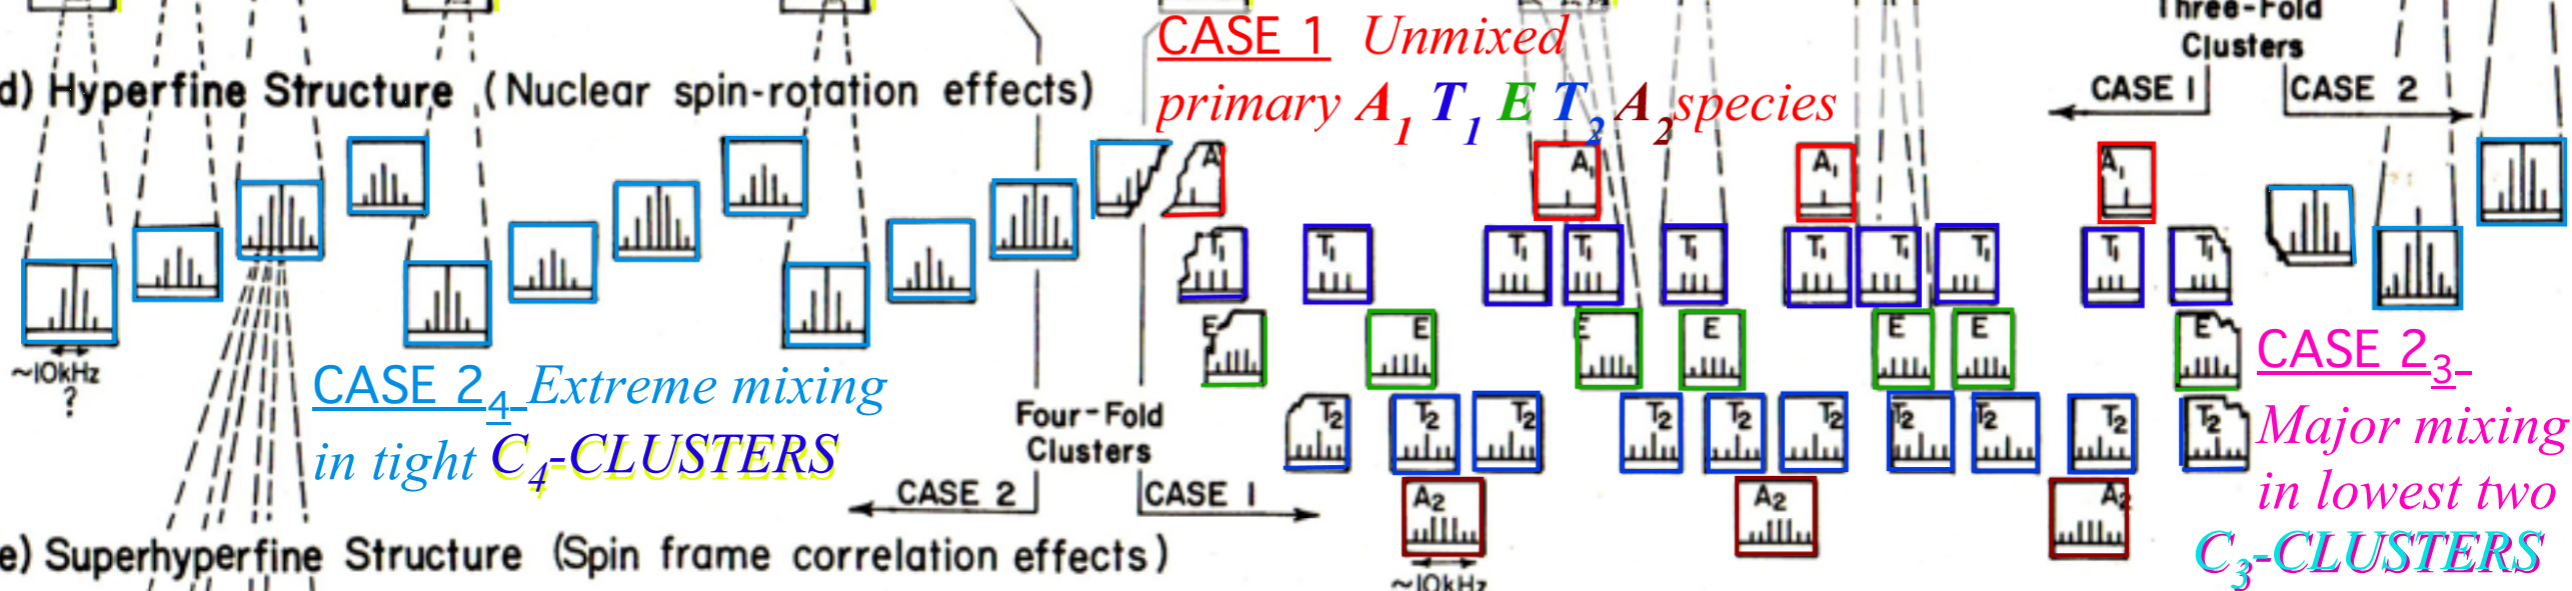 CASE 1 Unmixed
primary A1 T1 E T2 A2 species
Three-Fold
Clusters
CASE 1
CASE 2
d) Hyperfine Structure (Nuclear spin-rotation effects)
A
A1
A1
A1
T1
T1
T1
T1
T1
T1
T1
T1
T1
T1
E
E
E
E
E
E
E
T2
T2
T2
T2
T2
T2
T2
T2
T2
T2
A2
A2
A2
~10kHz
?
CASE 24- Extreme mixing
in tight C4-CLUSTERS
Four-Fold
Clusters
CASE 2
CASE 1
CASE 23-
Major mixing
in lowest two
C3-CLUSTERS
e) Superhyperfine Structure (Spin frame correlation effects)
~10kHz